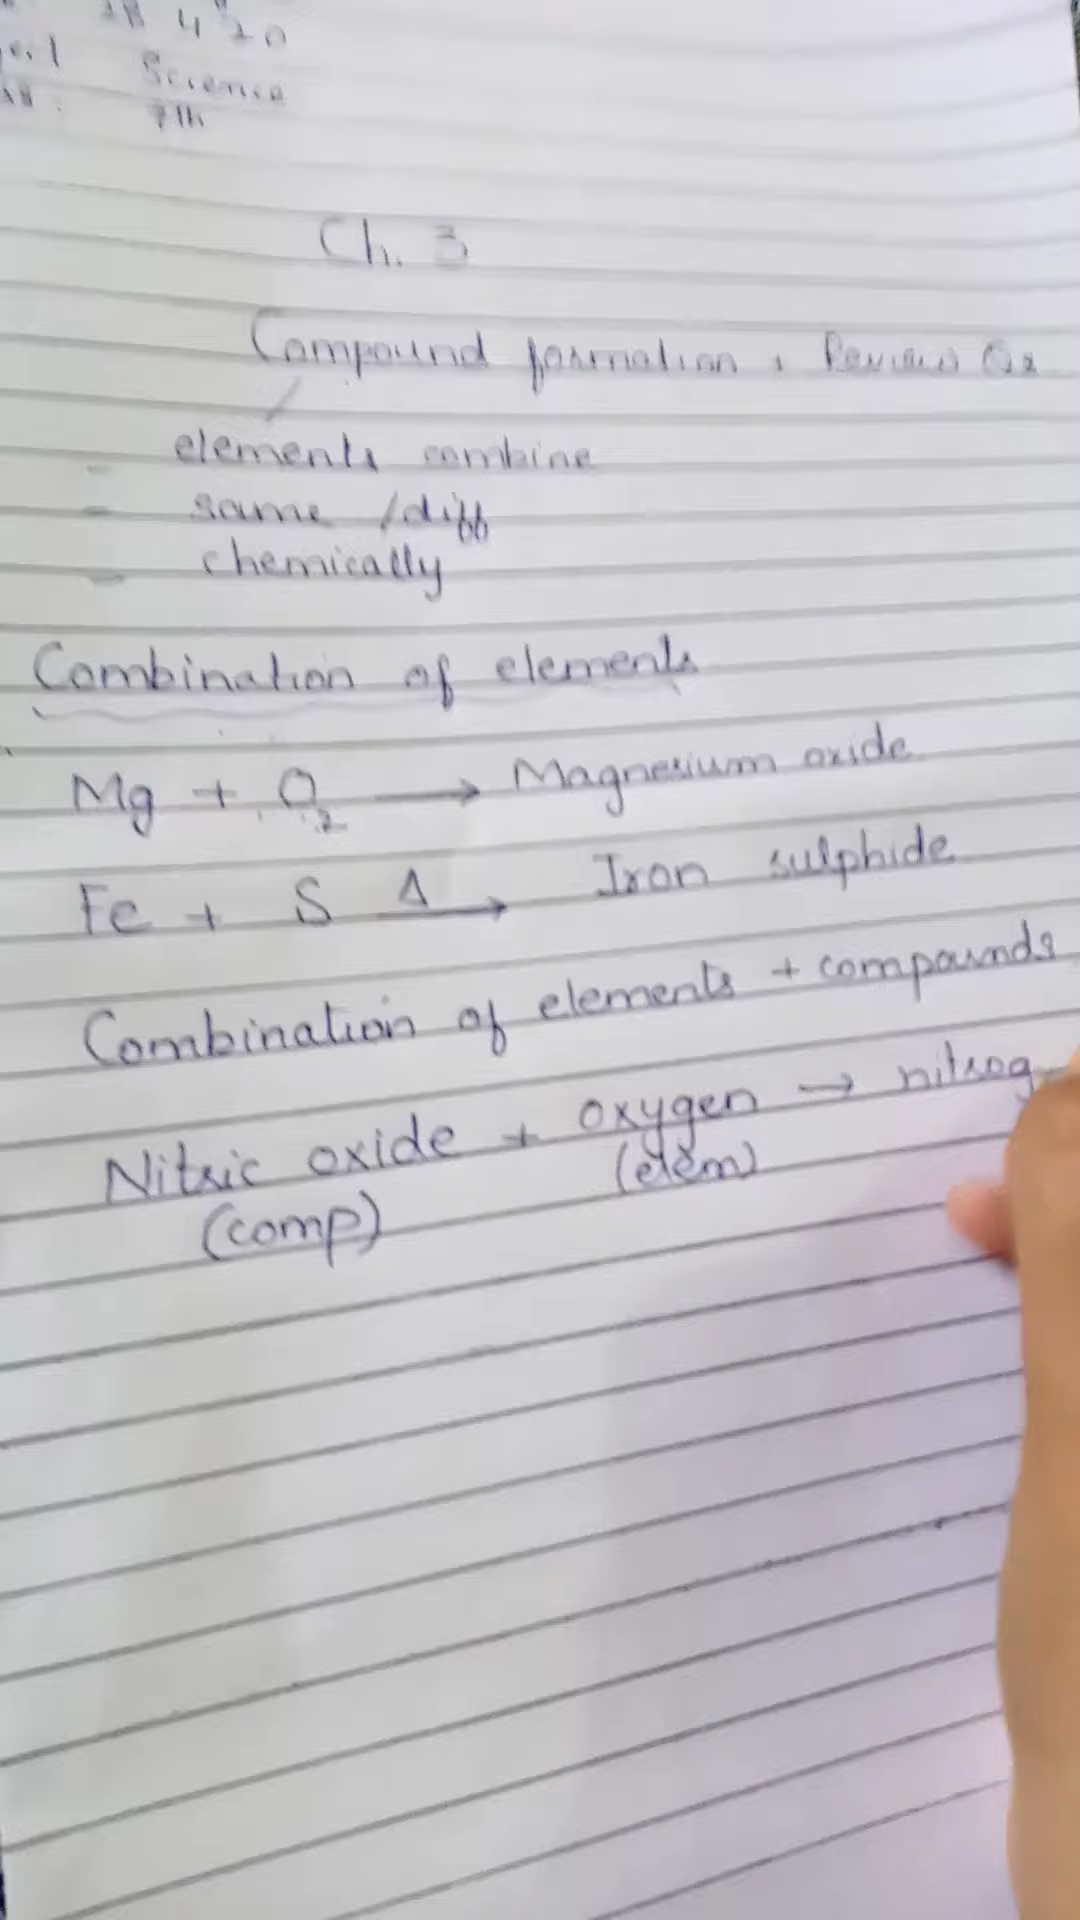 4
Science
7th
Ch. 3
Compound formation, Review Qs
elements combine
- same / diff
- chemically
Combination of elements
Mg + O₂ → Magnesium oxide
Fe + S Δ→ Iron sulphide
Combination of elements + compounds
Nitric oxide + oxygen → nitrog
(comp) (elem)